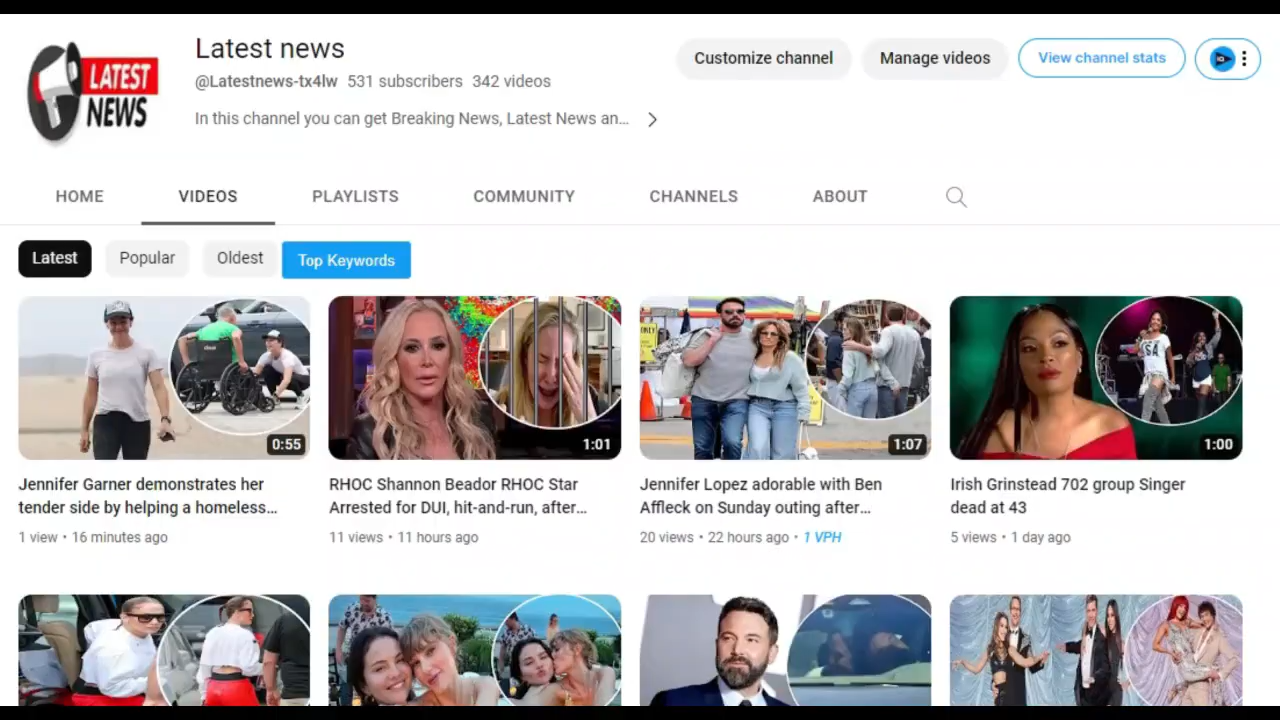 Latest news
@Latestnews-tx4lw 531 subscribers 342 videos
In this channel you can get Breaking News, Latest News an...
Customize channel
Manage videos
View channel stats
LATEST
NEWS
HOME VIDEOS PLAYLISTS COMMUNITY CHANNELS ABOUT
Latest Popular Oldest Top Keywords
0:55
1:01
1:07
1:00
Jennifer Garner demonstrates her
tender side by helping a homeless...
1 view • 16 minutes ago
RHOC Shannon Beador RHOC Star
Arrested for DUI, hit-and-run, after...
11 views • 11 hours ago
Jennifer Lopez adorable with Ben
Affleck on Sunday outing after...
20 views • 22 hours ago • 1 VPH
Irish Grinstead 702 group Singer
dead at 43
5 views • 1 day ago